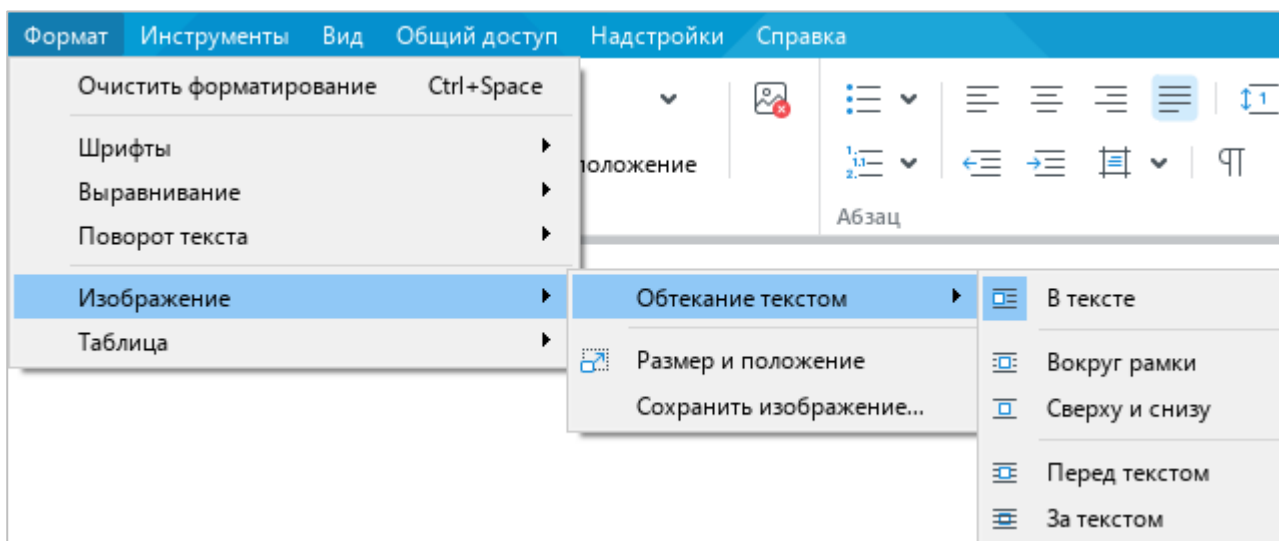 Формат Инструменты Вид Общий доступ Надстройки Справка
Очистить форматирование Ctrl+Space
Шрифты
положение
Выравнивание
Абзац
Поворот текста
Изображение
Обтекание текстом
В тексте
Таблица
Размер и положение
Вокруг рамки
Сохранить изображение...
Сверху и снизу
Перед текстом
За текстом